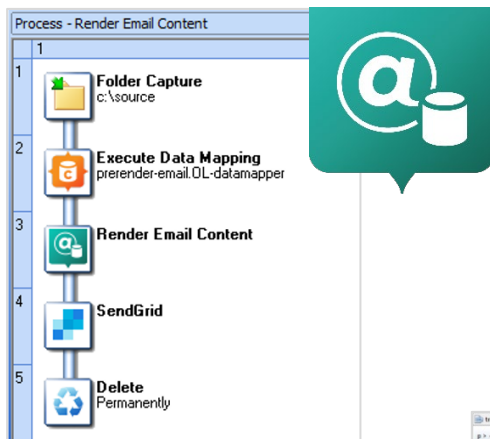 Process - Render Email Content
1
1
Folder Capture
c:\source
2
Execute Data Mapping
prerender-email.OL-datamapper
3
Render Email Content
4
SendGrid
5
Delete
Permanently
@